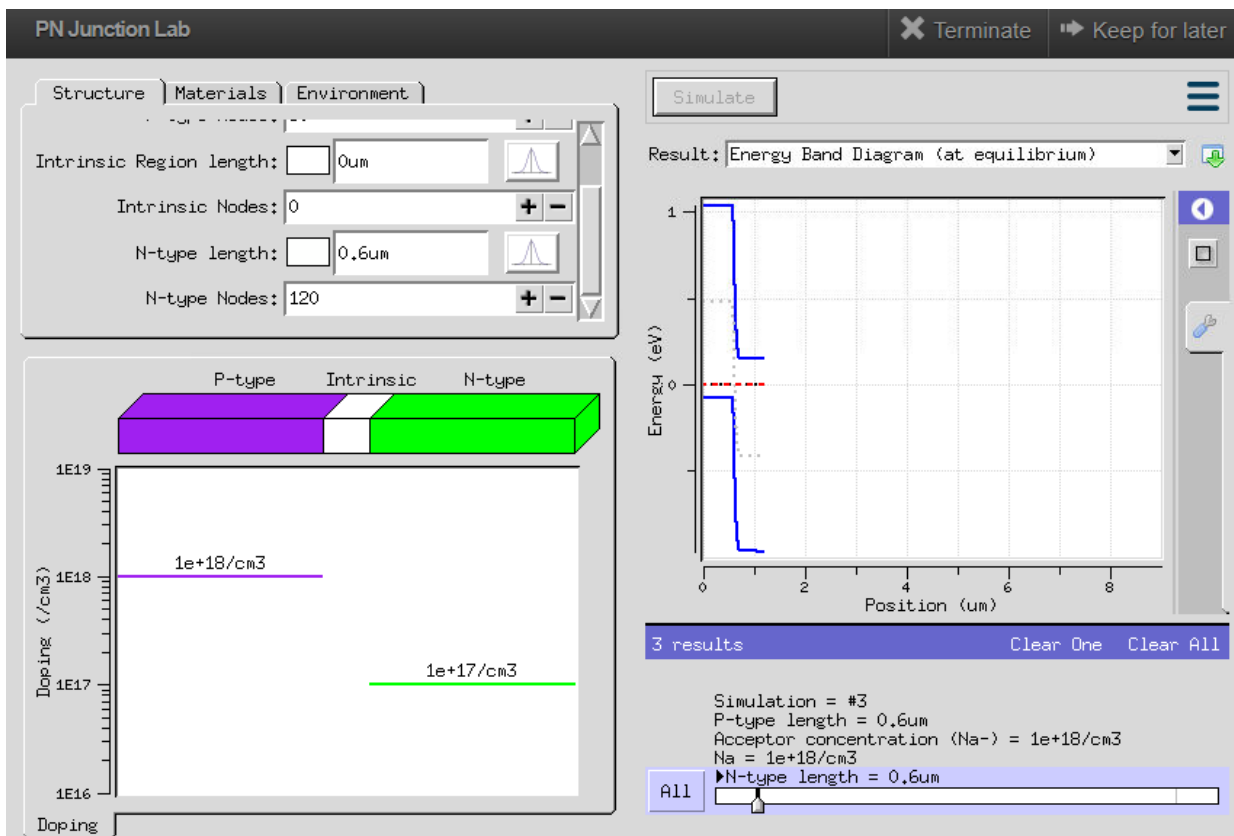 PN Junction Lab
Terminate
Keep for later
Structure
Materials
Environment
Intrinsic Region length: 0um
Intrinsic Nodes: 0
N-type length: 0.6um
N-type Nodes: 120
P-type
Intrinsic
N-type
1E19
1E18
1E17
1E16
Doping (/cm3)
1e+18/cm3
1e+17/cm3
Doping
Simulate
Result: Energy Band Diagram (at equilibrium)
1
0
Energy (eV)
0 2 4 6 8
Position (um)
3 results
Clear One
Clear All
Simulation = #3
P-type length = 0.6um
Acceptor concentration (Na-) = 1e+18/cm3
Na = 1e+18/cm3
N-type length = 0.6um
All